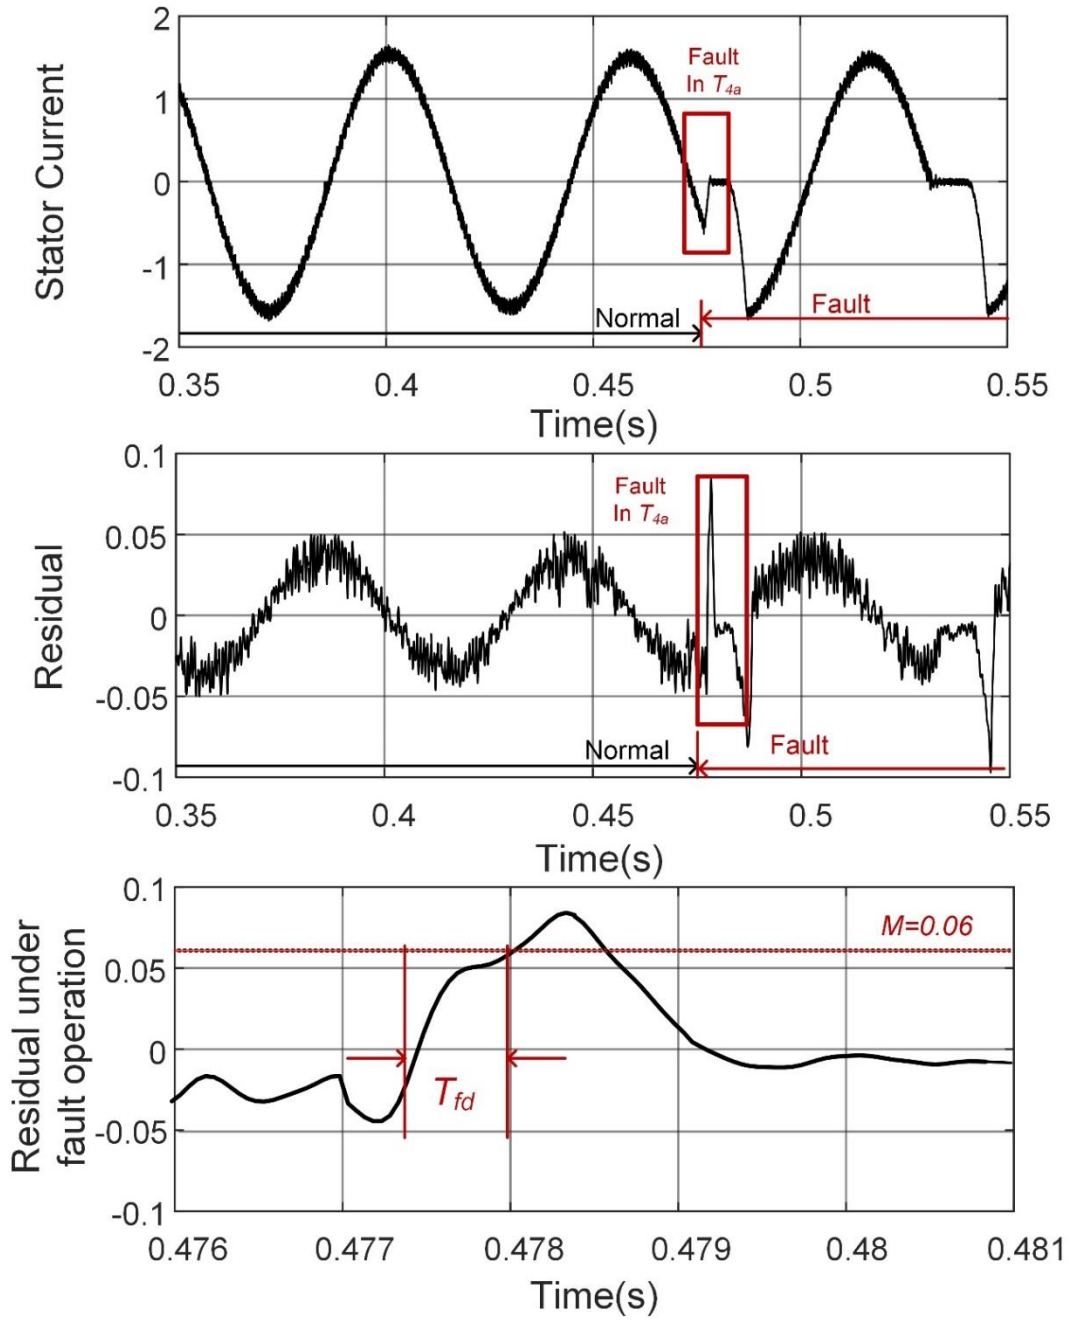 Stator Current
2
1
0
-1
-2
Fault
In T4a
Normal
Fault
0.35 0.4 0.45 0.5 0.55
Time(s)
Residual
0.1
0.05
0
-0.05
-0.1
Fault
In T4a
Normal
Fault
0.35 0.4 0.45 0.5 0.55
Time(s)
Residual under
fault operation
0.1
0.05
0
-0.05
-0.1
M=0.06
Tfd
0.476 0.477 0.478 0.479 0.48 0.481
Time(s)